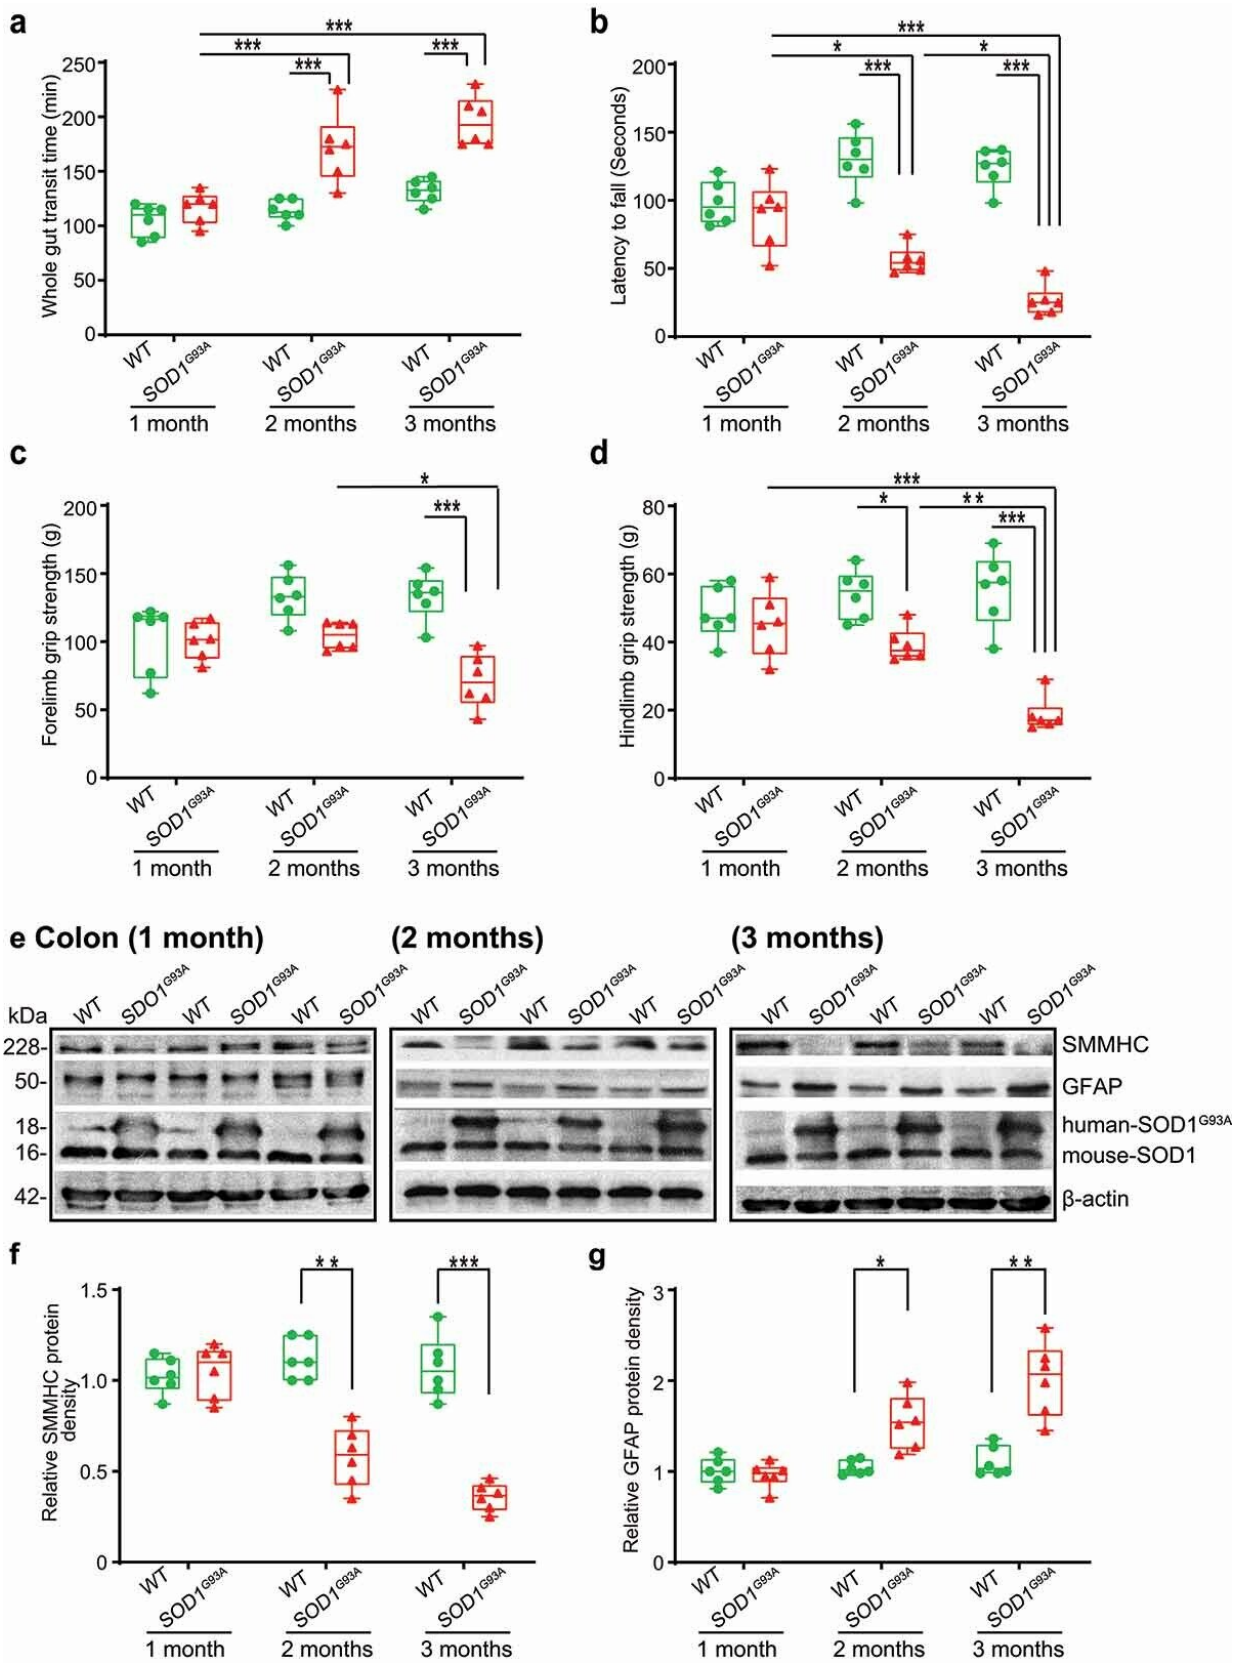 a
***
***
***
***
Whole gut transit time (min)
250
200
150
100
50
0
WT
SOD1G93A
WT
SOD1G93A
WT
SOD1G93A
1 month
2 months
3 months
b
***
*
*
***
***
Latency to fall (Seconds)
200
150
100
50
0
WT
SOD1G93A
WT
SOD1G93A
WT
SOD1G93A
1 month
2 months
3 months
c
*
***
Forelimb grip strength (g)
200
150
100
50
0
WT
SOD1G93A
WT
SOD1G93A
WT
SOD1G93A
1 month
2 months
3 months
d
***
*
**
***
Hindlimb grip strength (g)
80
60
40
20
0
WT
SOD1G93A
WT
SOD1G93A
WT
SOD1G93A
1 month
2 months
3 months
e Colon (1 month)
(2 months)
(3 months)
kDa
WT
SDO1G93A
WT
SOD1G93A
WT
SOD1G93A
WT
SOD1G93A
WT
SOD1G93A
WT
SOD1G93A
WT
SOD1G93A
WT
SOD1G93A
WT
SOD1G93A
228-
SMMHC
50-
GFAP
18-
human-SOD1G93A
16-
mouse-SOD1
42-
β-actin
f
**
***
Relative SMMHC protein
density
1.5
1.0
0.5
0
WT
SOD1G93A
WT
SOD1G93A
WT
SOD1G93A
1 month
2 months
3 months
g
*
**
Relative GFAP protein density
3
2
1
0
WT
SOD1G93A
WT
SOD1G93A
WT
SOD1G93A
1 month
2 months
3 months